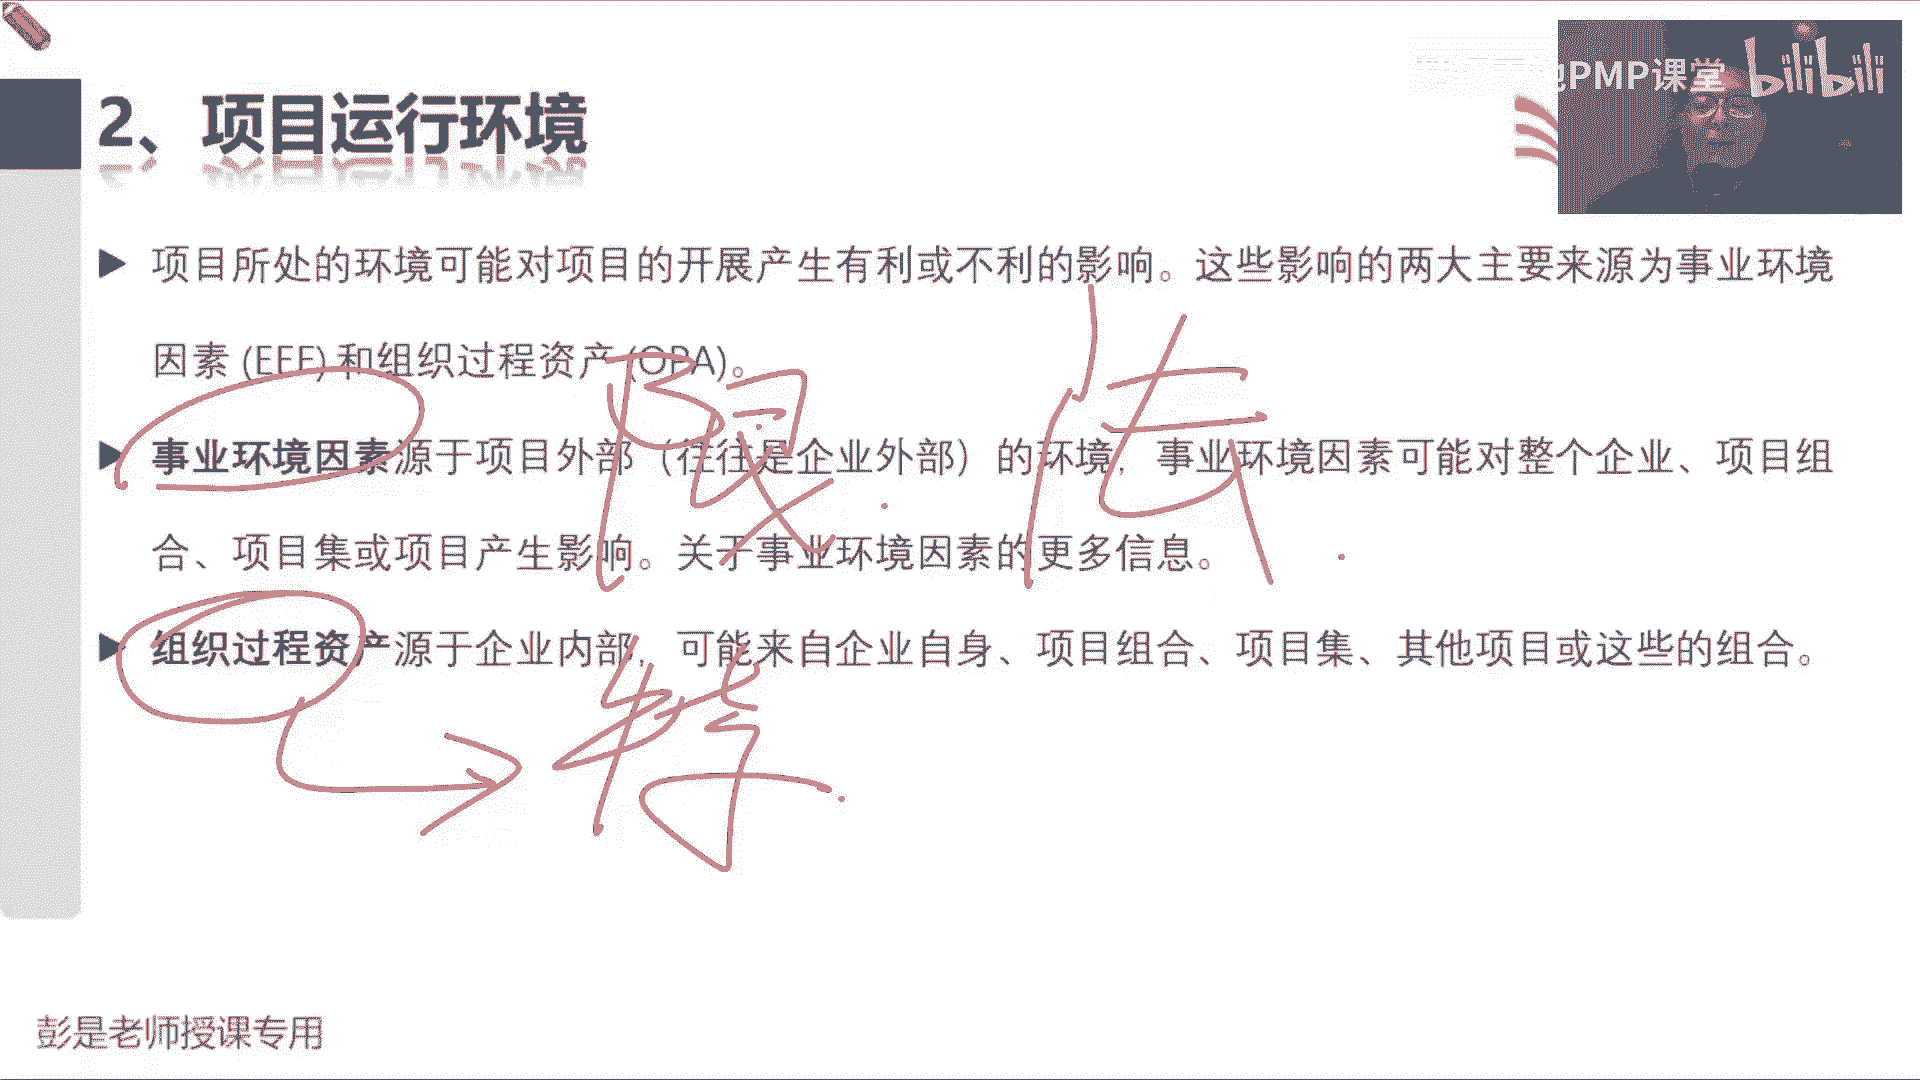 PMP课堂 bilibili
2、项目运行环境
项目所处的环境可能对项目的开展产生有利或不利的影响。这些影响的两大主要来源为事业环境
因素 (EEF) 和组织过程资产 (OPA)。
事业环境因素源于项目外部（往往是企业外部）的环境，事业环境因素可能对整个企业、项目组
合、项目集或项目产生影响。关于事业环境因素的更多信息。
限
组织过程资产源于企业内部，可能来自企业自身、项目组合、项目集、其他项目或这些的组合。
彭是老师授课专用